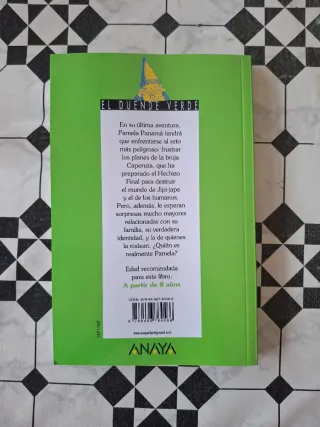 EL DUENDE VERDE
En su última aventura,
Pamela Panamá tendrá
que enfrentarse al reto
más peligroso: frustrar
los planes de la bruja
Caperuza, que ha
preparado el Hechizo
Final para destruir
el mundo de Jipi-japa
y el de los humanos.
Pero, además, le esperan
sorpresas mucho mayores
relacionadas con su
familia, su verdadera
identidad, y la de quienes
la rodean. ¿Quién es
realmente Pamela?
Edad recomendada
para este libro:
A partir de 8 años
ANAYA